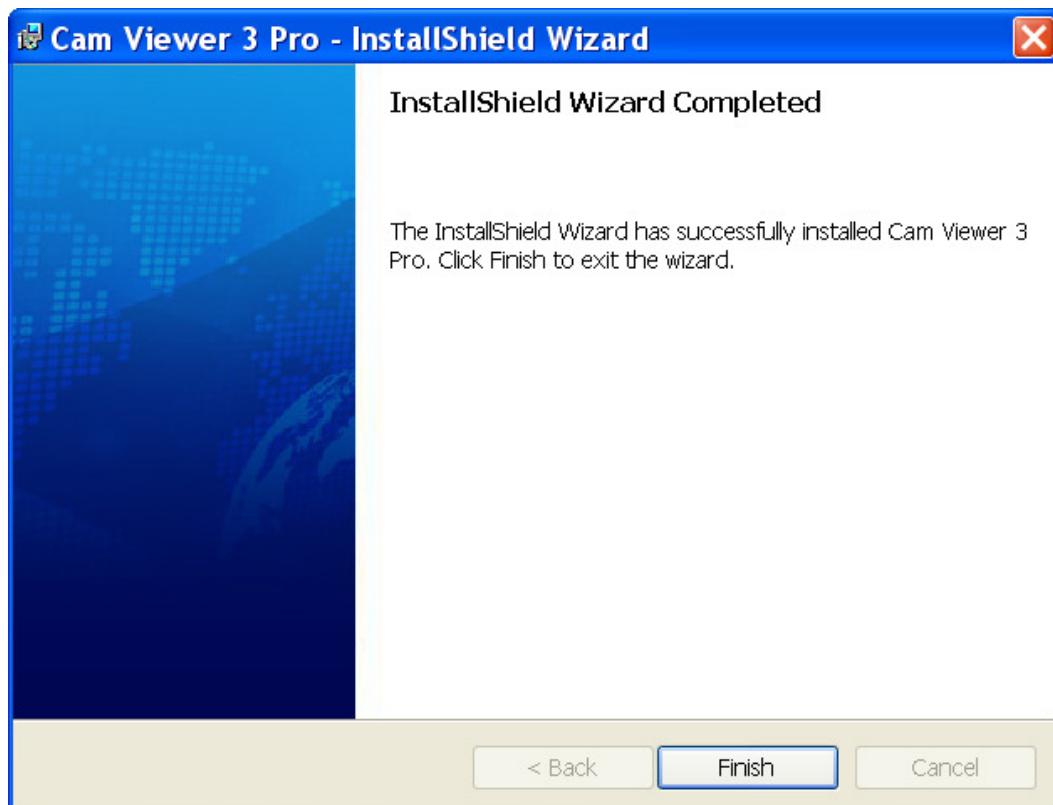 Cam Viewer 3 Pro - InstallShield Wizard
InstallShield Wizard Completed
The InstallShield Wizard has successfully installed Cam Viewer 3
Pro. Click Finish to exit the wizard.
< Back
Finish
Cancel